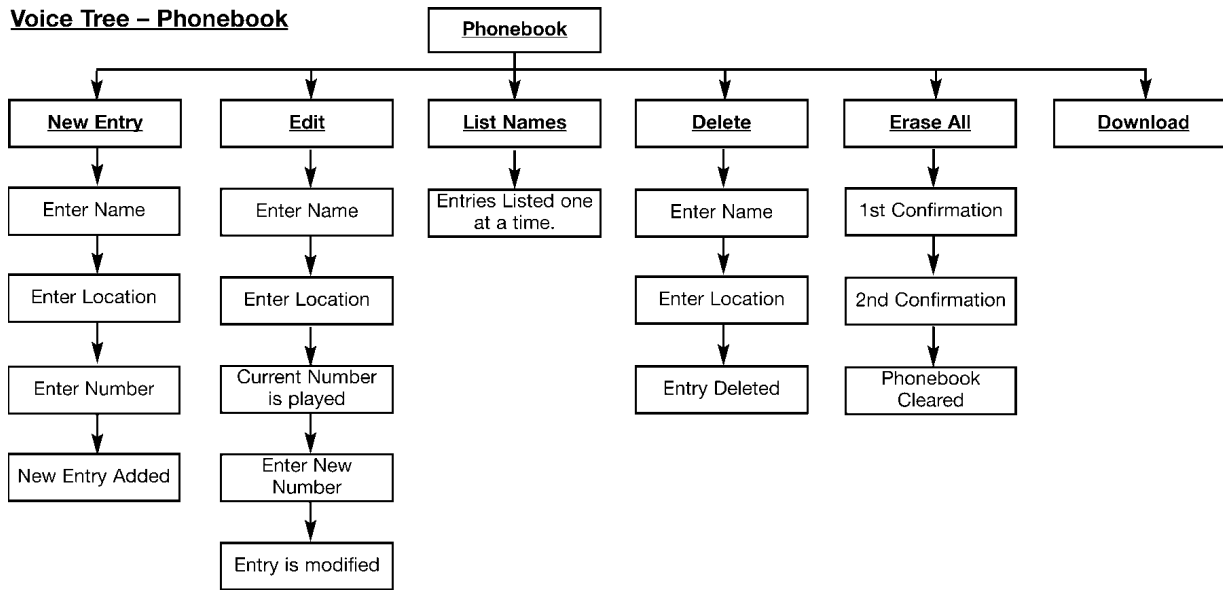 Voice Tree – Phonebook
Phonebook
New Entry
Edit
List Names
Delete
Erase All
Download
Enter Name
Enter Name
Entries Listed one
at a time.
Enter Name
1st Confirmation
Enter Location
Enter Location
Enter Location
2nd Confirmation
Enter Number
Current Number
is played
Entry Deleted
Phonebook
Cleared
New Entry Added
Enter New
Number
Entry is modified